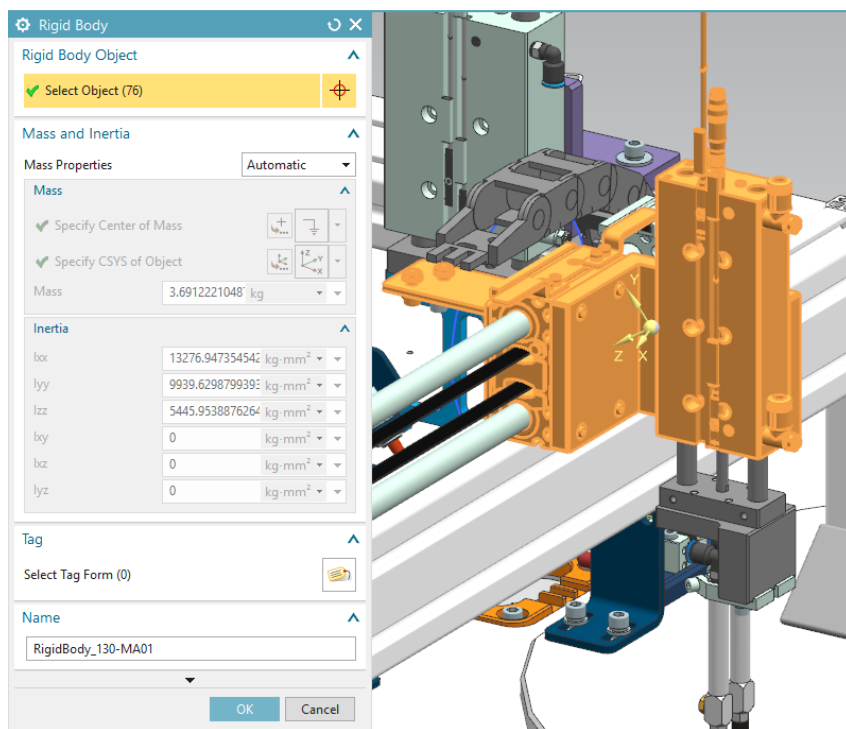 Rigid Body
Rigid Body Object
Select Object (76)
Mass and Inertia
Mass Properties Automatic
Mass
Specify Center of Mass
Specify CSYS of Object
Mass 3.6912221048 kg
Inertia
Ixx 13276.947354542 kg·mm²
Iyy 9939.6298799393 kg·mm²
Izz 5445.9538876264 kg·mm²
Ixy 0 kg·mm²
Ixz 0 kg·mm²
Iyz 0 kg·mm²
Tag
Select Tag Form (0)
Name
RigidBody_130-MA01
OK Cancel
Y
Z X